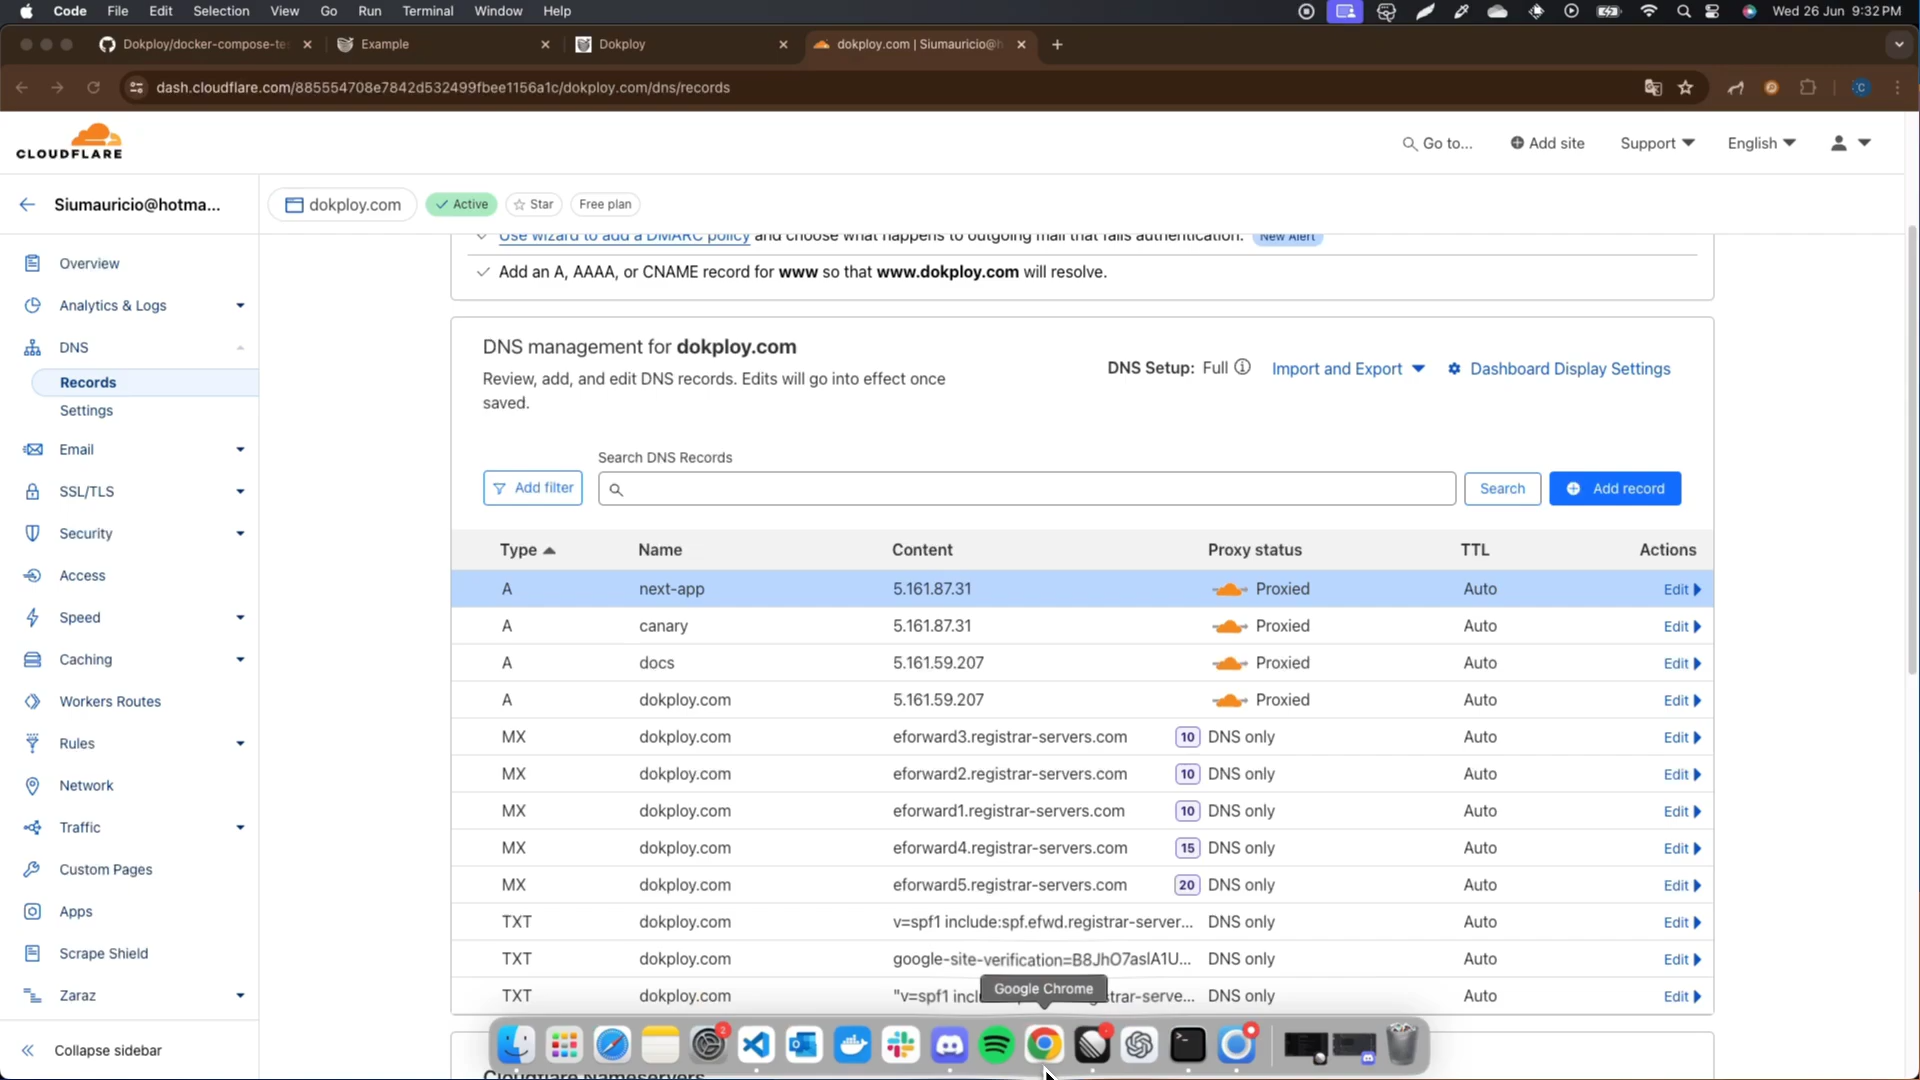 Code File Edit Selection View Go Run Terminal Window Help
2
Wed 26 Jun 9:32 PM
Dokploy/docker-compose-te
Example
Dokploy
dokploy.com | Siumauricio@h
dash.cloudflare.com/885554708e7842d532499fbee1156a1c/dokploy.com/dns/records
C
CLOUDFLARE
Go to...
Add site
Support
English
Siumauricio@hotma...
dokploy.com
Active
Star
Free plan
Overview
Analytics & Logs
DNS
Records
Settings
Email
SSL/TLS
Security
Access
Speed
Caching
Workers Routes
Rules
Network
Traffic
Custom Pages
Apps
Scrape Shield
Zaraz
Collapse sidebar
Use wizard to add a DMARC policy and choose what happens to outgoing mail that fails authentication. New Alert
Add an A, AAAA, or CNAME record for www so that www.dokploy.com will resolve.
DNS management for dokploy.com
Review, add, and edit DNS records. Edits will go into effect once
saved.
DNS Setup: Full
Import and Export
Dashboard Display Settings
Search DNS Records
Add filter
Search
Add record
Type Name Content Proxy status TTL Actions
A next-app 5.161.87.31 Proxied Auto Edit
A canary 5.161.87.31 Proxied Auto Edit
A docs 5.161.59.207 Proxied Auto Edit
A dokploy.com 5.161.59.207 Proxied Auto Edit
MX dokploy.com eforward3.registrar-servers.com 10 DNS only Auto Edit
MX dokploy.com eforward2.registrar-servers.com 10 DNS only Auto Edit
MX dokploy.com eforward1.registrar-servers.com 10 DNS only Auto Edit
MX dokploy.com eforward4.registrar-servers.com 15 DNS only Auto Edit
MX dokploy.com eforward5.registrar-servers.com 20 DNS only Auto Edit
TXT dokploy.com v=spf1 include:spf.efwd.registrar-server... DNS only Auto Edit
TXT dokploy.com google-site-verification=B8JhO7aslA1U... DNS only Auto Edit
TXT dokploy.com "v=spf1 incl strar-serve... DNS only Auto Edit
Google Chrome
Cloudflare Nameservers